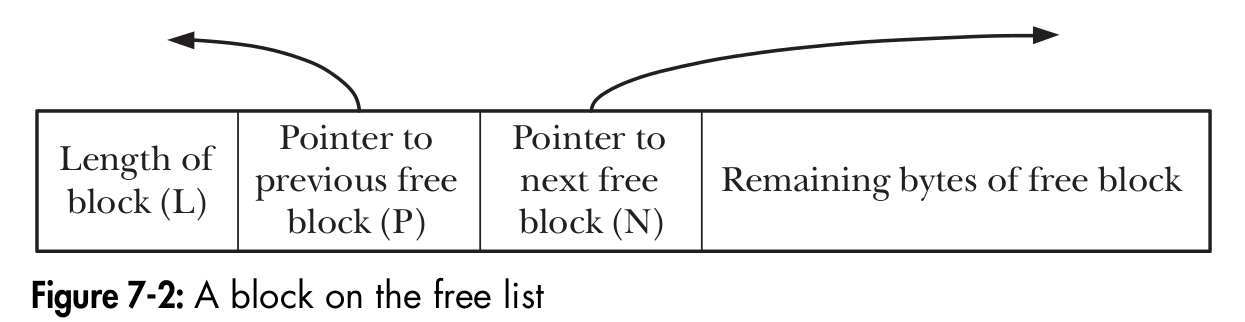 Length of
block (L)
Pointer to
previous free
block (P)
Pointer to
next free
block (N)
Remaining bytes of free block
Figure 7-2: A block on the free list